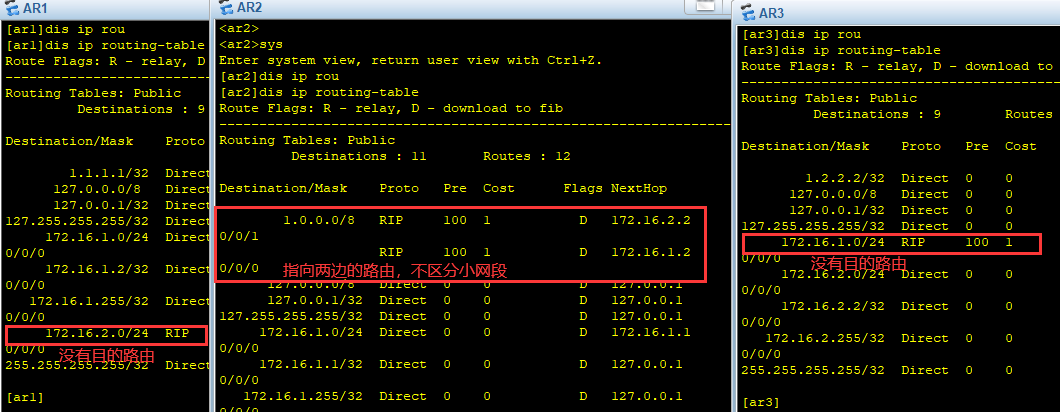 AR1
[ar1]dis ip rou
[ar1]dis ip routing-table
Route Flags: R - relay, D
Routing Tables: Public
Destinations : 9
Destination/Mask    Proto
1.1.1.1/32  Direct
127.0.0.0/8   Direct
127.0.0.1/32  Direct
127.255.255.255/32  Direct
172.16.1.0/24  Direct
0/0/0
172.16.1.2/32  Direct
0/0/0
172.16.1.255/32  Direct
0/0/0
172.16.2.0/24  RIP
0/0/0
没有目的路由
255.255.255.255/32  Direct
[ar1]
AR2
<ar2>
<ar2>sys
Enter system view, return user view with Ctrl+Z.
[ar2]dis ip rou
[ar2]dis ip routing-table
Route Flags: R - relay, D - download to fib
Routing Tables: Public
Destinations : 11       Routes : 12
Destination/Mask    Proto   Pre  Cost      Flags NextHop
1.0.0.0/8   RIP     100  1           D   172.16.2.2
0/0/1
RIP     100  1           D   172.16.1.2
0/0/0
指向两边的路由，不区分小网段
127.0.0.0/8   Direct  0    0           D   127.0.0.1
127.0.0.1/32  Direct  0    0           D   127.0.0.1
127.255.255.255/32  Direct  0    0           D   127.0.0.1
172.16.1.0/24  Direct  0    0           D   172.16.1.1
0/0/0
172.16.1.1/32  Direct  0    0           D   127.0.0.1
0/0/0
172.16.1.255/32  Direct  0    0           D   127.0.0.1
0/0/0
AR3
[ar3]dis ip rou
[ar3]dis ip routing-table
Route Flags: R - relay, D - download to
Routing Tables: Public
Destinations : 9        Routes
Destination/Mask    Proto   Pre  Cost
1.2.2.2/32  Direct  0    0
127.0.0.0/8   Direct  0    0
127.0.0.1/32  Direct  0    0
127.255.255.255/32  Direct  0    0
172.16.1.0/24  RIP     100  1
0/0/0
没有目的路由
172.16.2.0/24  Direct  0    0
0/0/0
172.16.2.2/32  Direct  0    0
0/0/0
172.16.2.255/32  Direct  0    0
0/0/0
255.255.255.255/32  Direct  0    0
[ar3]